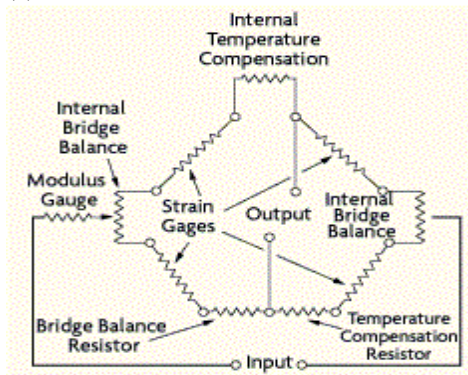 Internal
Temperature
Compensation
Internal
Bridge
Balance
Modulus
Gauge
Strain
Gages
Output
Internal
Bridge
Balance
Bridge Balance
Resistor
Temperature
Compensation
Resistor
Input